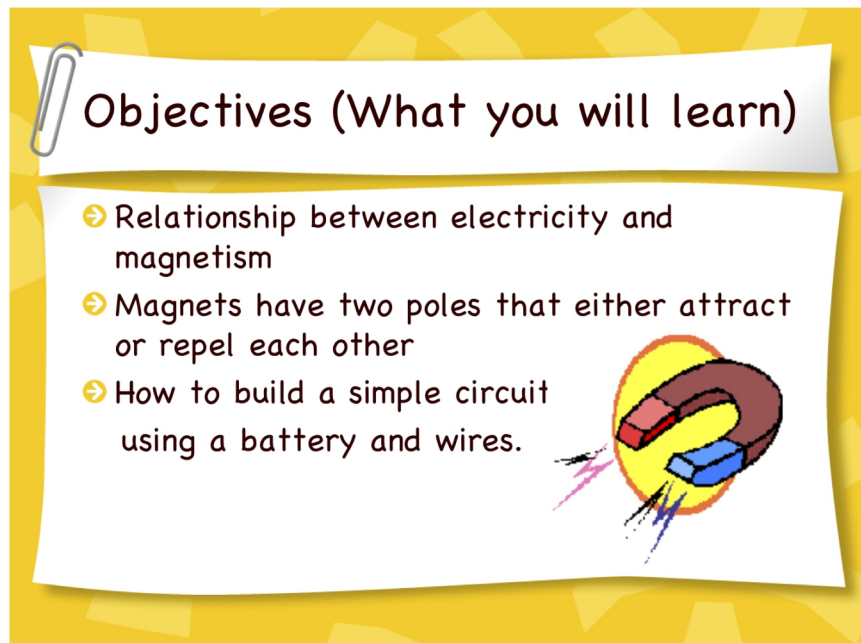 Objectives (What you will learn)
Relationship between electricity and
magnetism
Magnets have two poles that either attract
or repel each other
How to build a simple circuit
using a battery and wires.